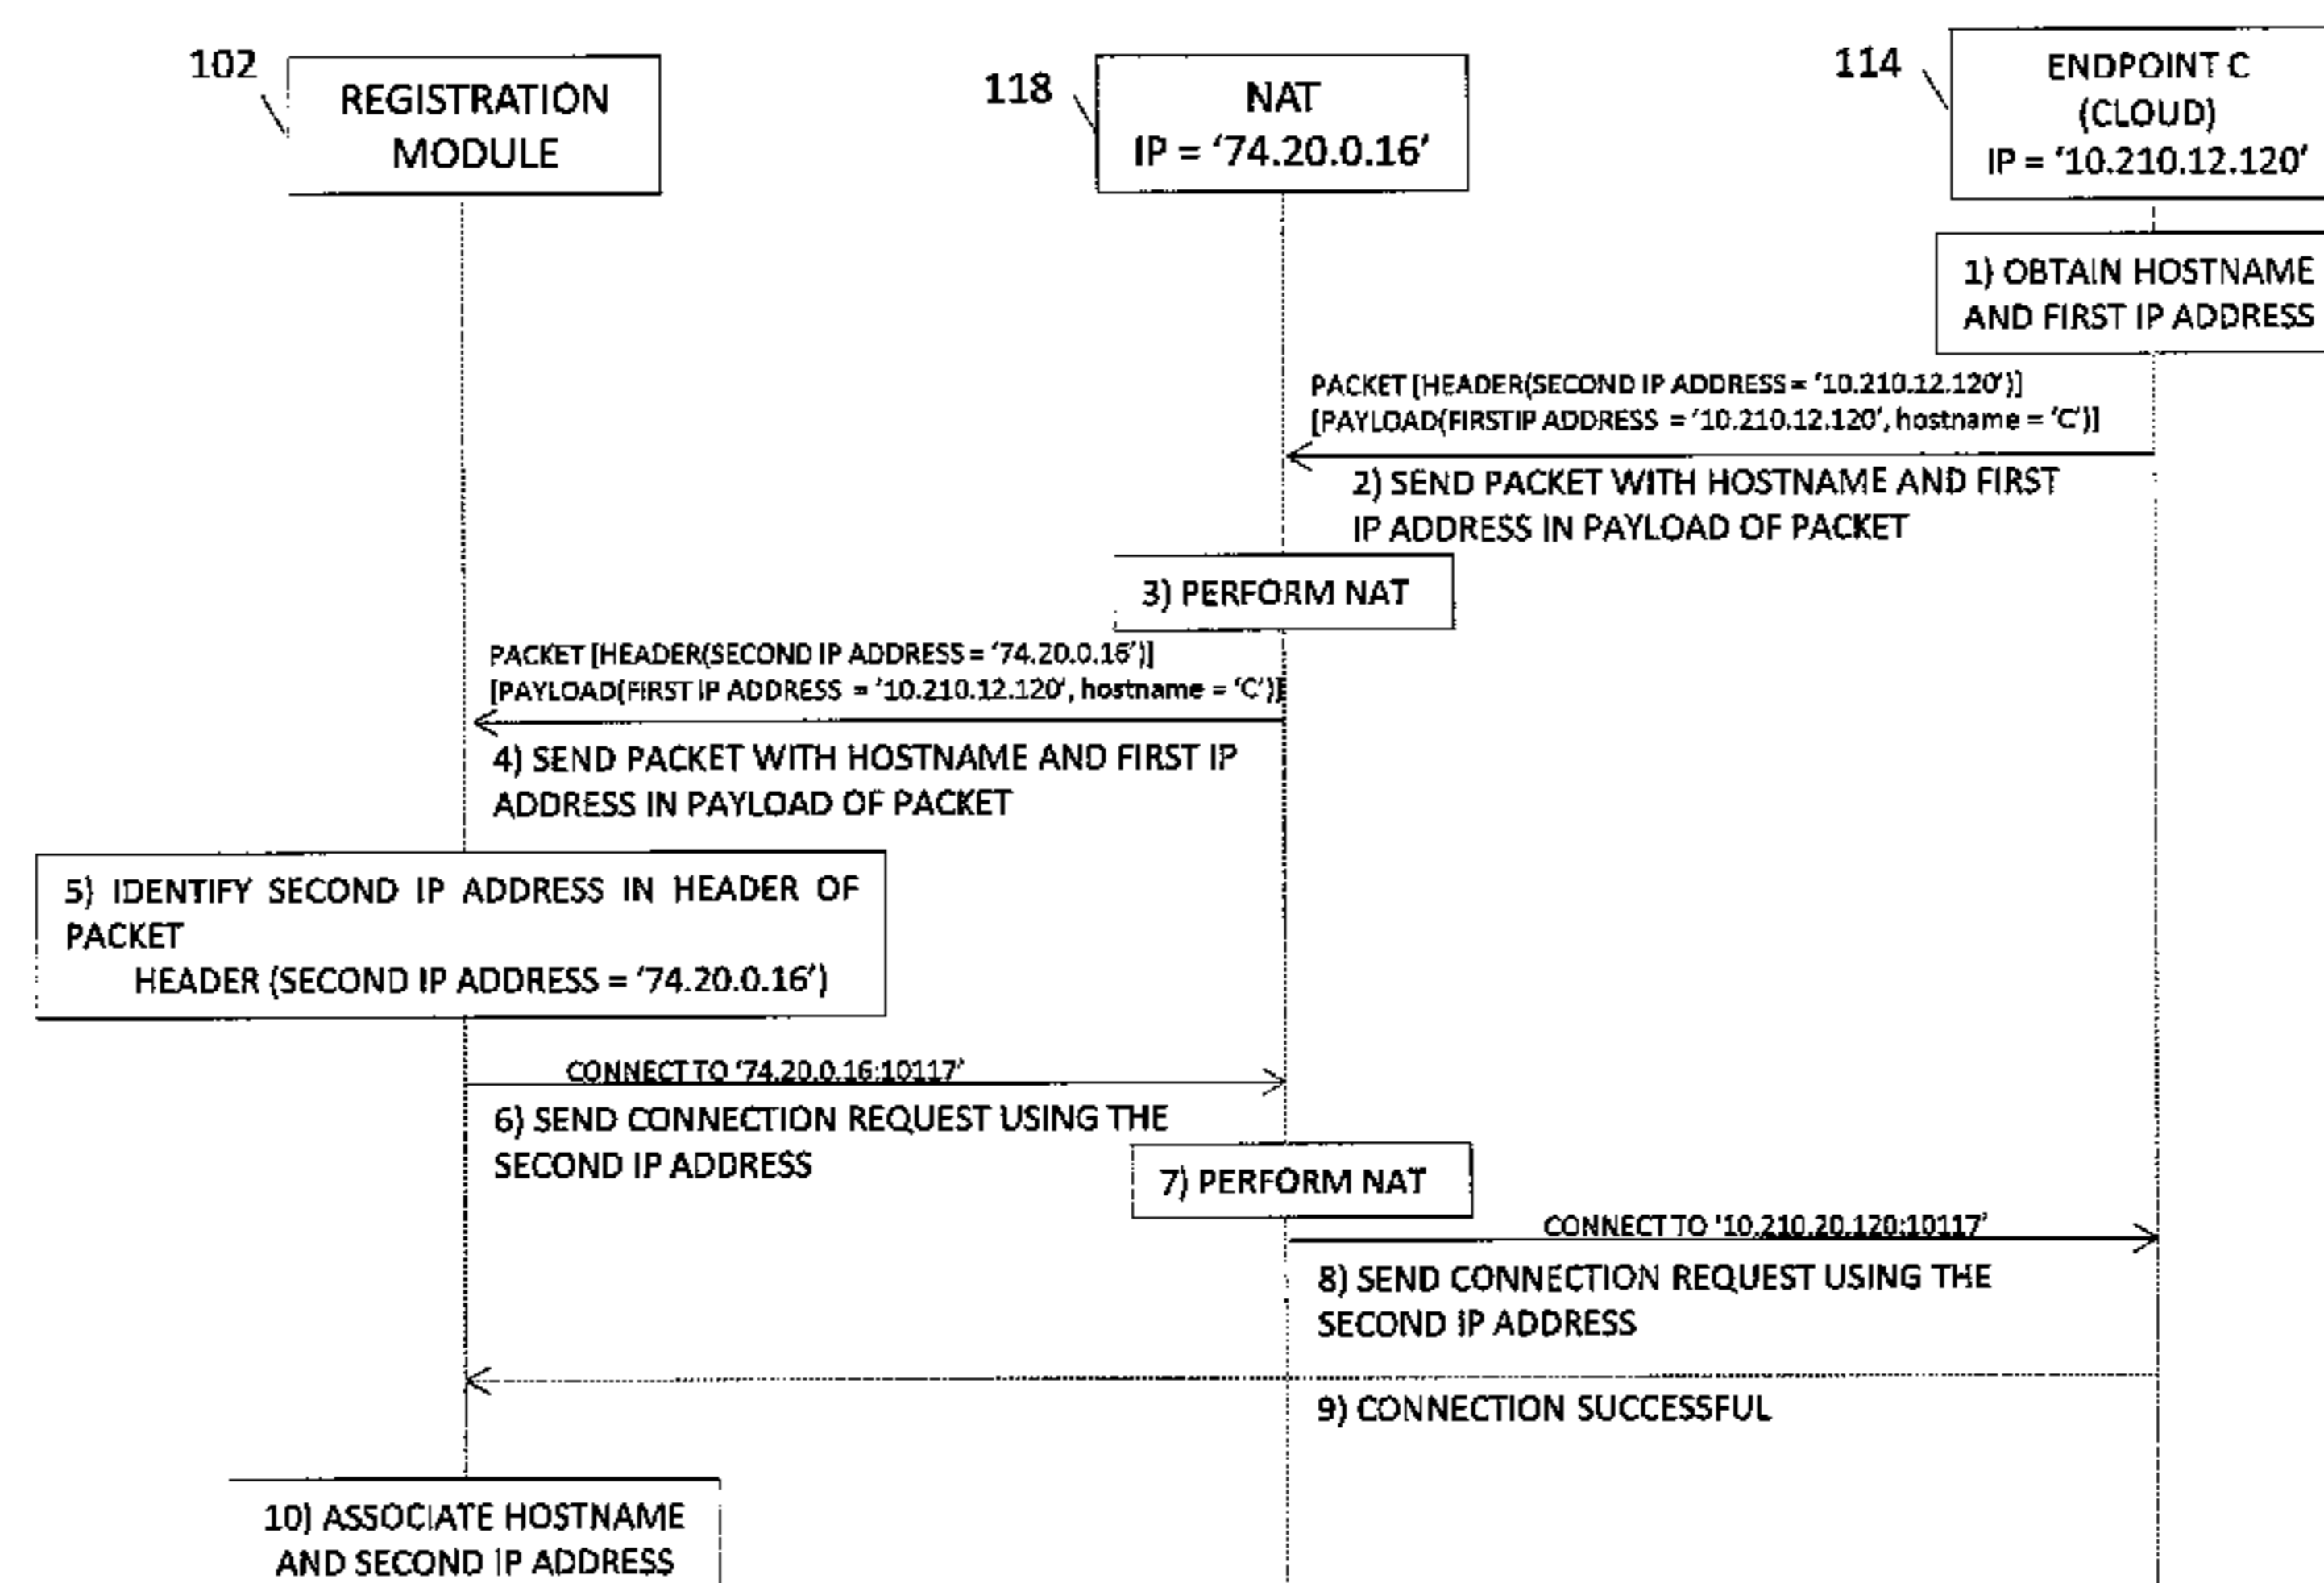 102
REGISTRATION
MODULE
118
NAT
IP = ‘74.20.0.16’
114
ENDPOINT C
(CLOUD)
IP = ‘10.210.12.120’
1) OBTAIN HOSTNAME
AND FIRST IP ADDRESS
PACKET [HEADER(SECOND IP ADDRESS = ‘10.210.12.120’)]
[PAYLOAD(FIRSTIP ADDRESS = ‘10.210.12.120’, hostname = ‘C’)]
2) SEND PACKET WITH HOSTNAME AND FIRST
IP ADDRESS IN PAYLOAD OF PACKET
3) PERFORM NAT
PACKET [HEADER(SECOND IP ADDRESS = ‘74.20.0.16’)]
[PAYLOAD(FIRST IP ADDRESS = ‘10.210.12.120’, hostname = ‘C’)]
4) SEND PACKET WITH HOSTNAME AND FIRST IP
ADDRESS IN PAYLOAD OF PACKET
5) IDENTIFY SECOND IP ADDRESS IN HEADER OF
PACKET
HEADER (SECOND IP ADDRESS = ‘74.20.0.16’)
CONNECT TO ‘74.20.0.16:10117’
6) SEND CONNECTION REQUEST USING THE
SECOND IP ADDRESS
7) PERFORM NAT
CONNECT TO ‘10.210.20.120:10117’
8) SEND CONNECTION REQUEST USING THE
SECOND IP ADDRESS
9) CONNECTION SUCCESSFUL
10) ASSOCIATE HOSTNAME
AND SECOND IP ADDRESS